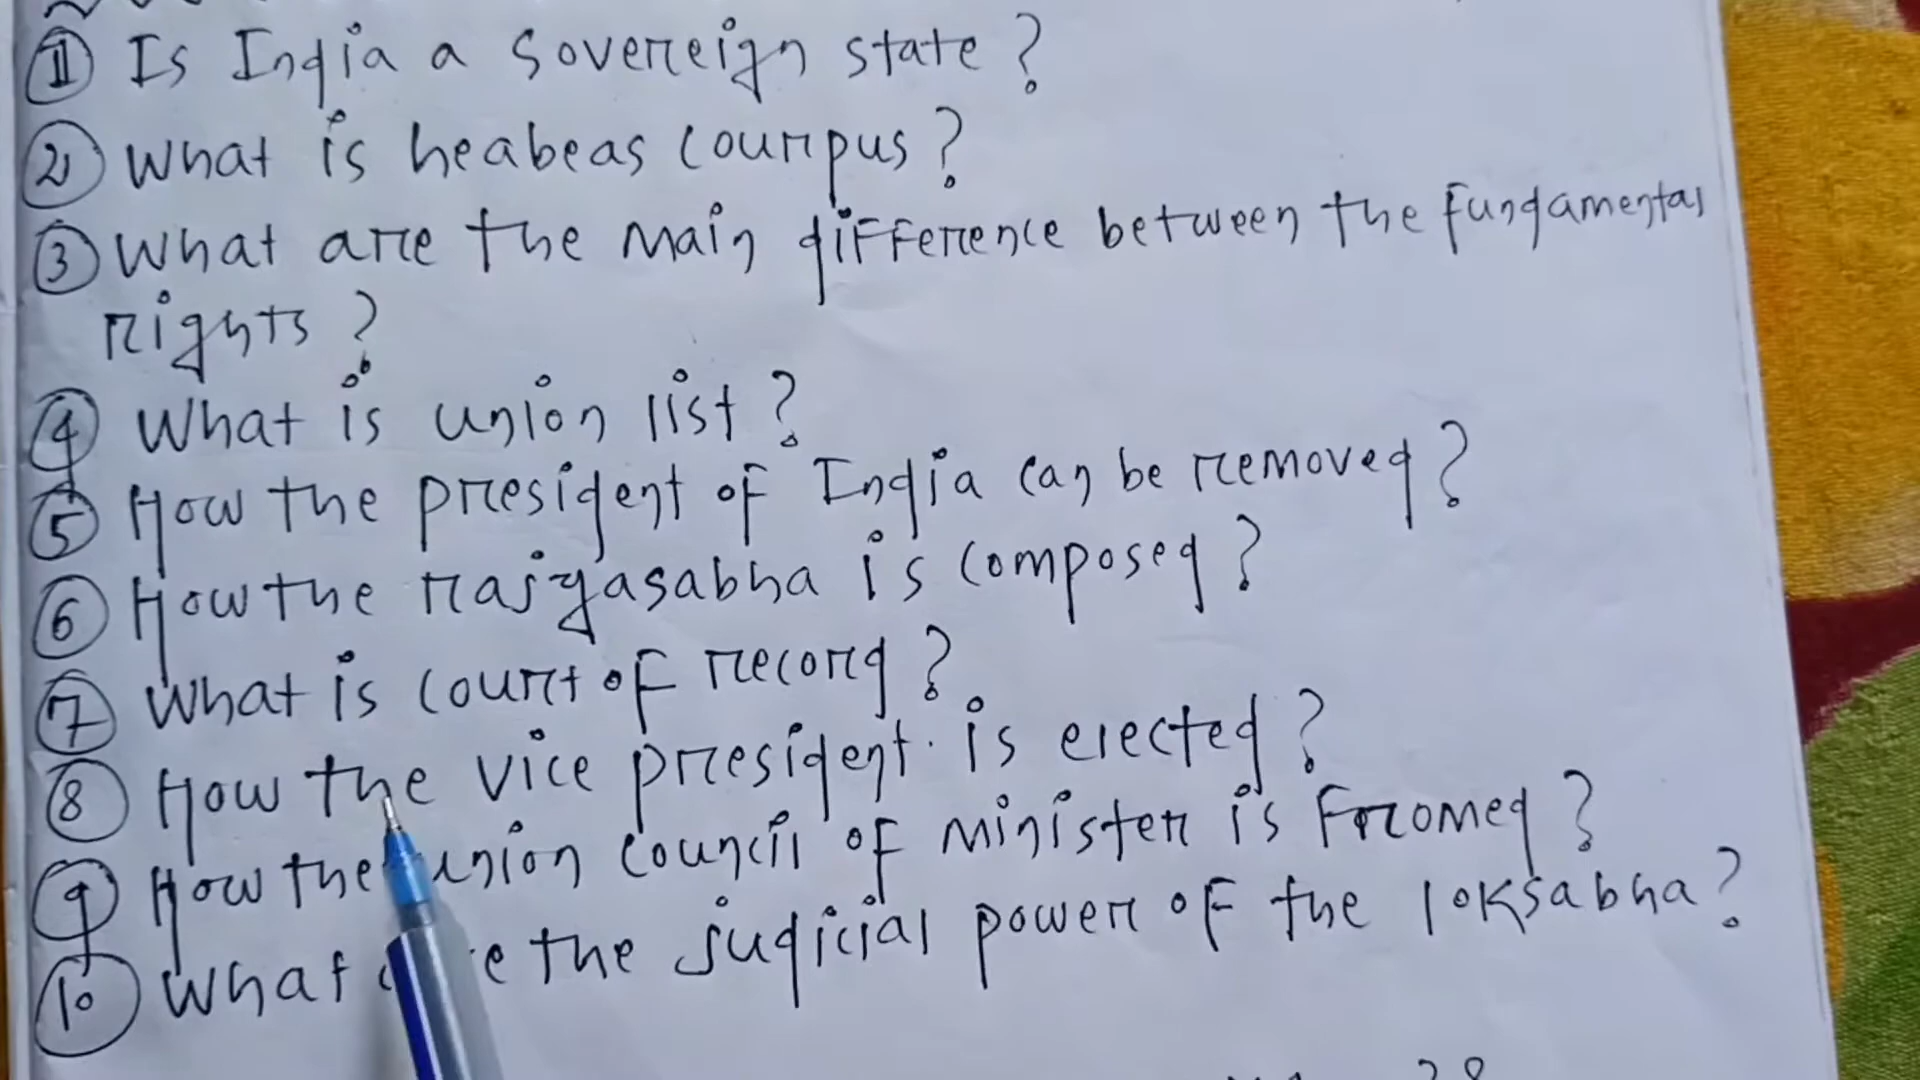 ① Is India a Sovereign state?
② What is heabeas Courpus?
③ What are the main difference between the fundamental
rights?
④ What is union list?
⑤ How the president of India can be removed?
⑥ How the rajyasabha is composed?
⑦ What is Court of record?
⑧ How the vice president is elected?
⑨ How the union Council of minister is Fromed?
⑩ What the judicial power of the loksabha?